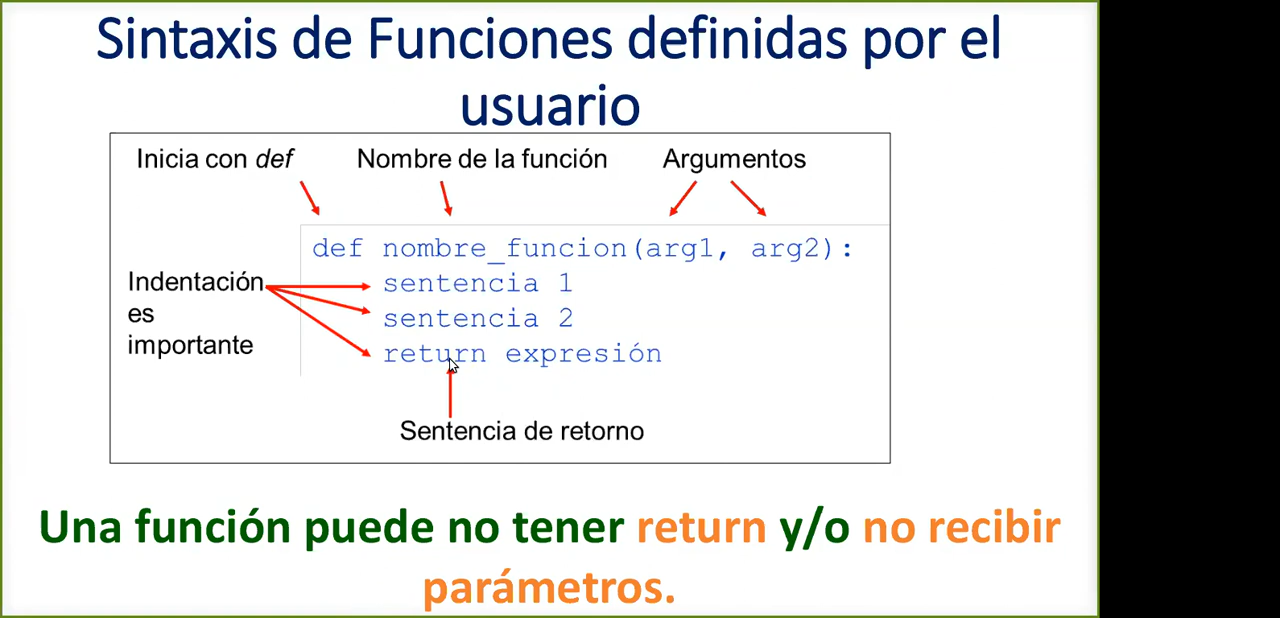 Sintaxis de Funciones definidas por el
usuario
Inicia con def
Nombre de la función
Argumentos
def nombre_funcion(arg1, arg2):
Indentación
es
importante
sentencia 1
sentencia 2
return expresión
Sentencia de retorno
Una función puede no tener return y/o no recibir
parámetros.